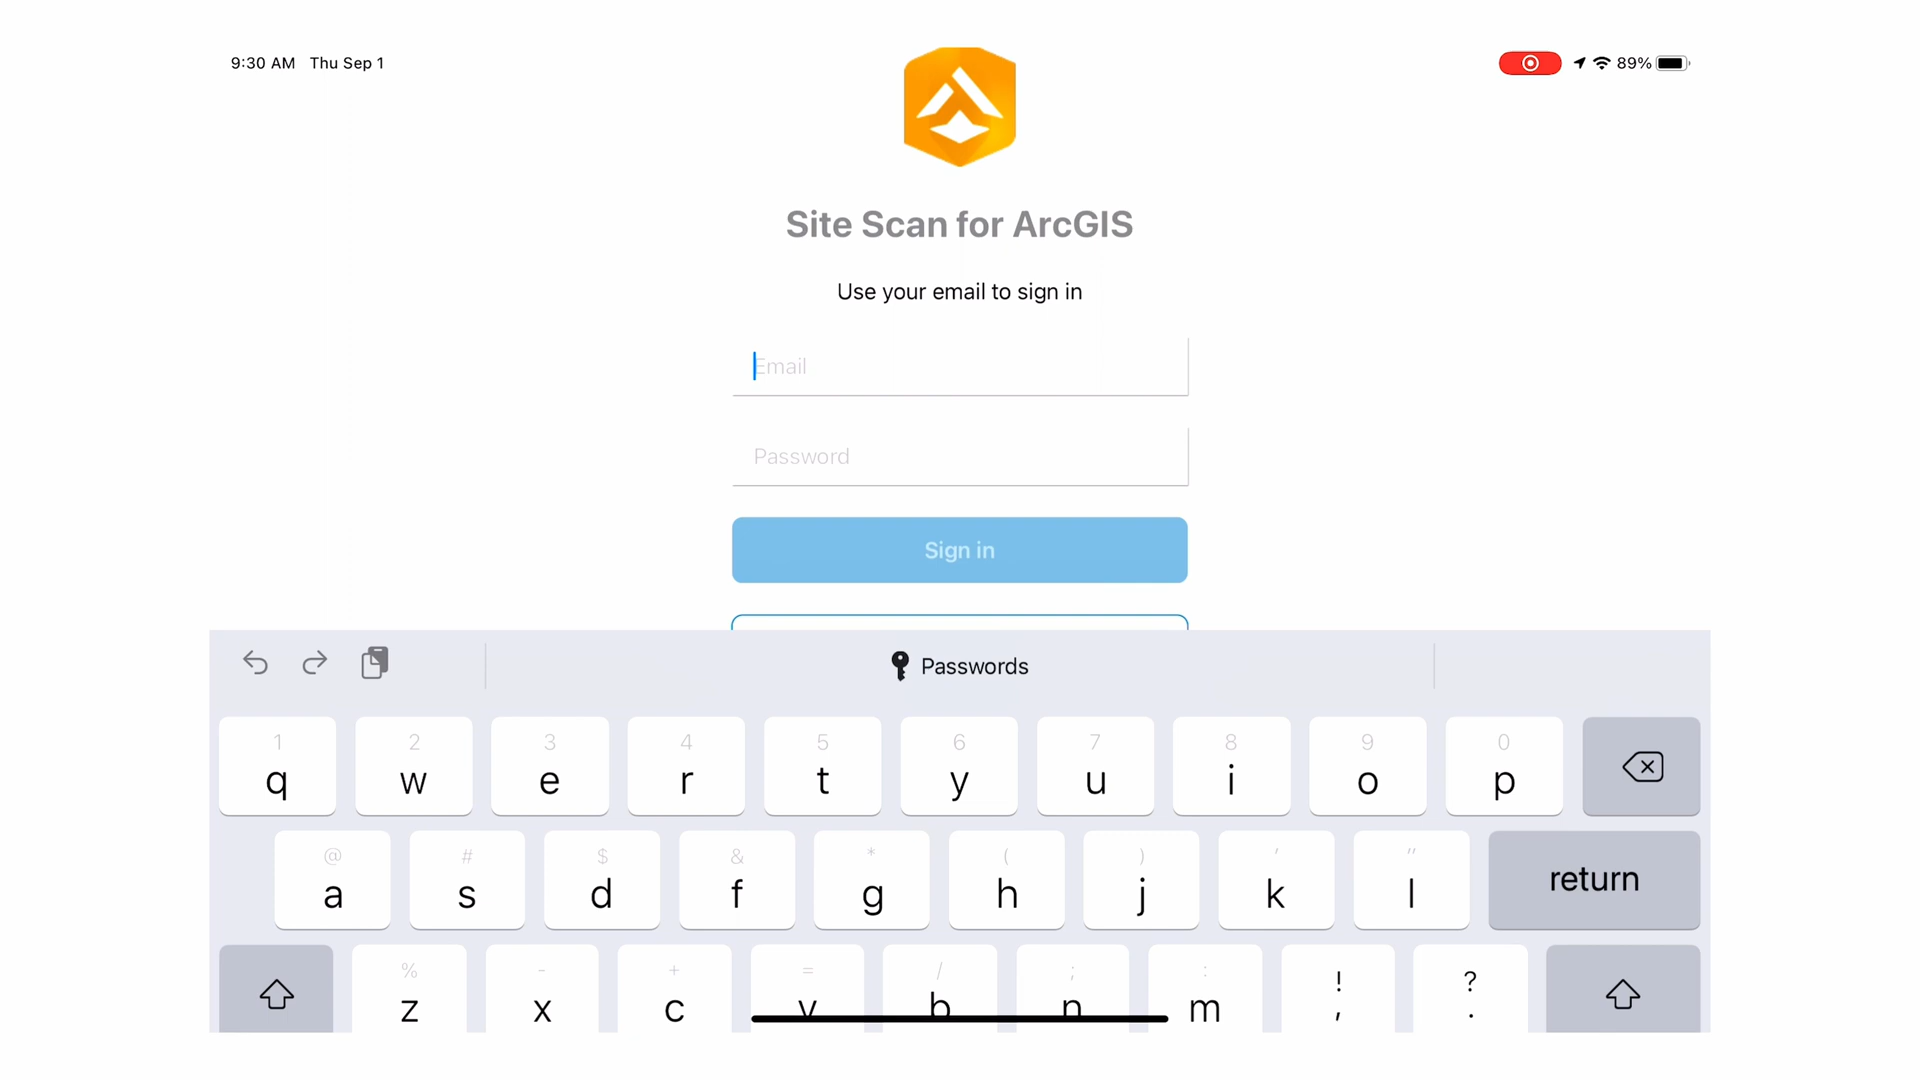 9:30 AM Thu Sep 1
89%
Site Scan for ArcGIS
Use your email to sign in
Email
Password
Sign in
Passwords
1 2 3 4 5 6 7 8 9 0
q w e r t y u i o p
@ # $ & * ( ) ' "
a s d f g h j k l return
% - + = / ; : ! ?
z x c v b n m , .